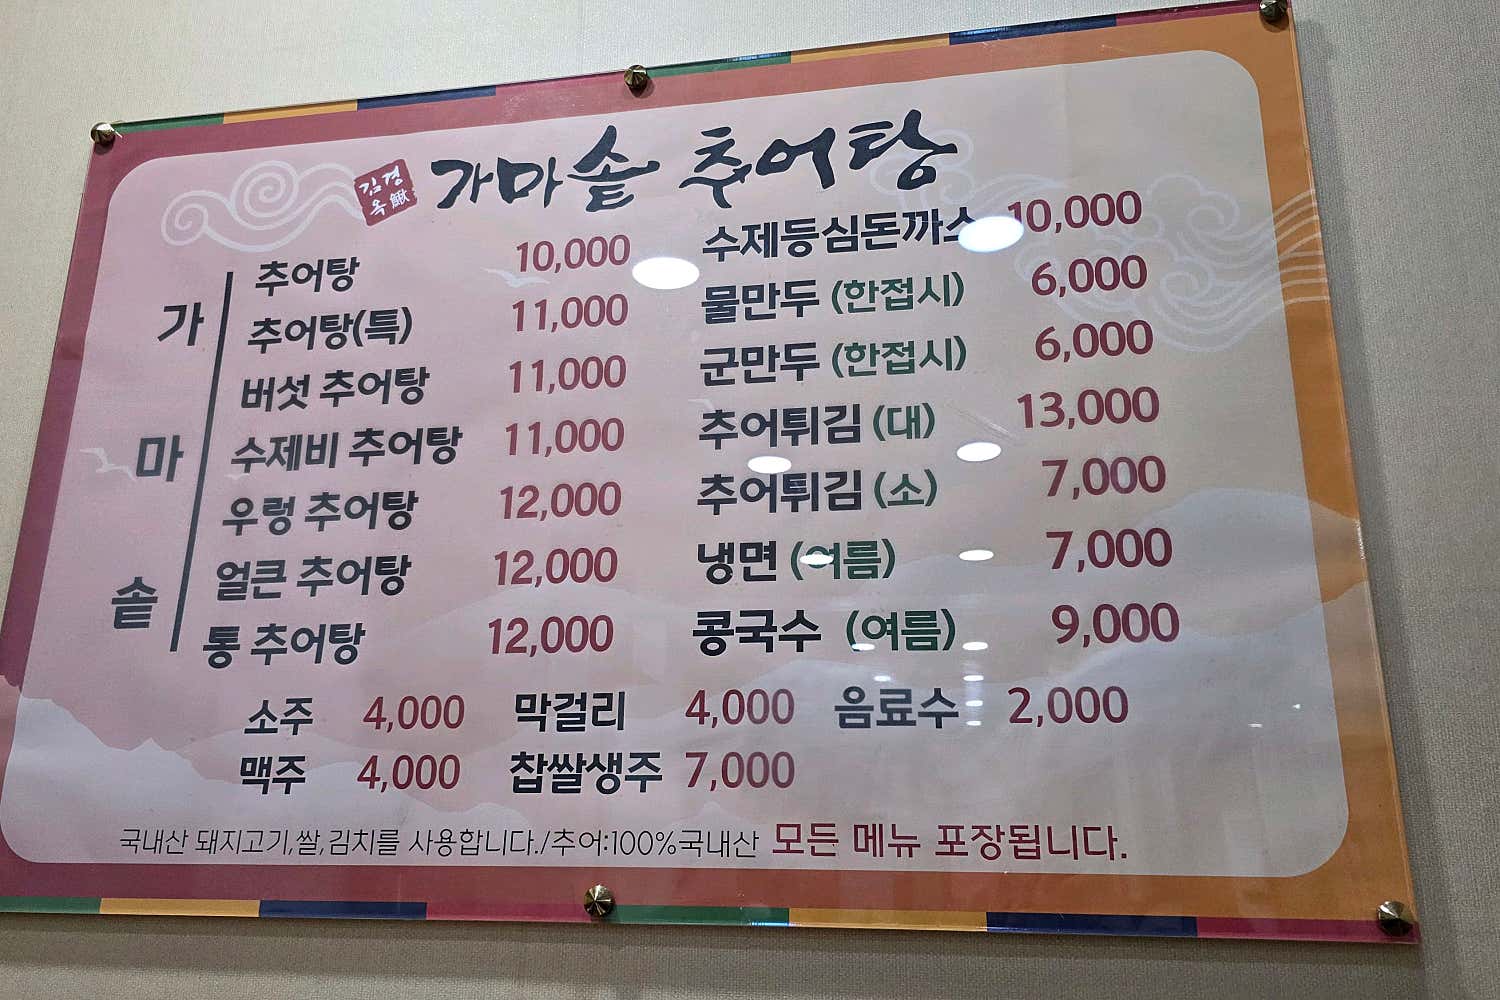 김경옥鰍 가마솥 추어탕
가마솥
추어탕 10,000
추어탕(특) 11,000
버섯 추어탕 11,000
수제비 추어탕 11,000
우렁 추어탕 12,000
얼큰 추어탕 12,000
통 추어탕 12,000
수제등심돈까스 10,000
물만두 (한접시) 6,000
군만두 (한접시) 6,000
추어튀김 (대) 13,000
추어튀김 (소) 7,000
냉면 (여름) 7,000
콩국수 (여름) 9,000
소주 4,000 막걸리 4,000 음료수 2,000
맥주 4,000 찹쌀생주 7,000
국내산 돼지고기,쌀,김치를 사용합니다./추어:100%국내산 모든 메뉴 포장됩니다.